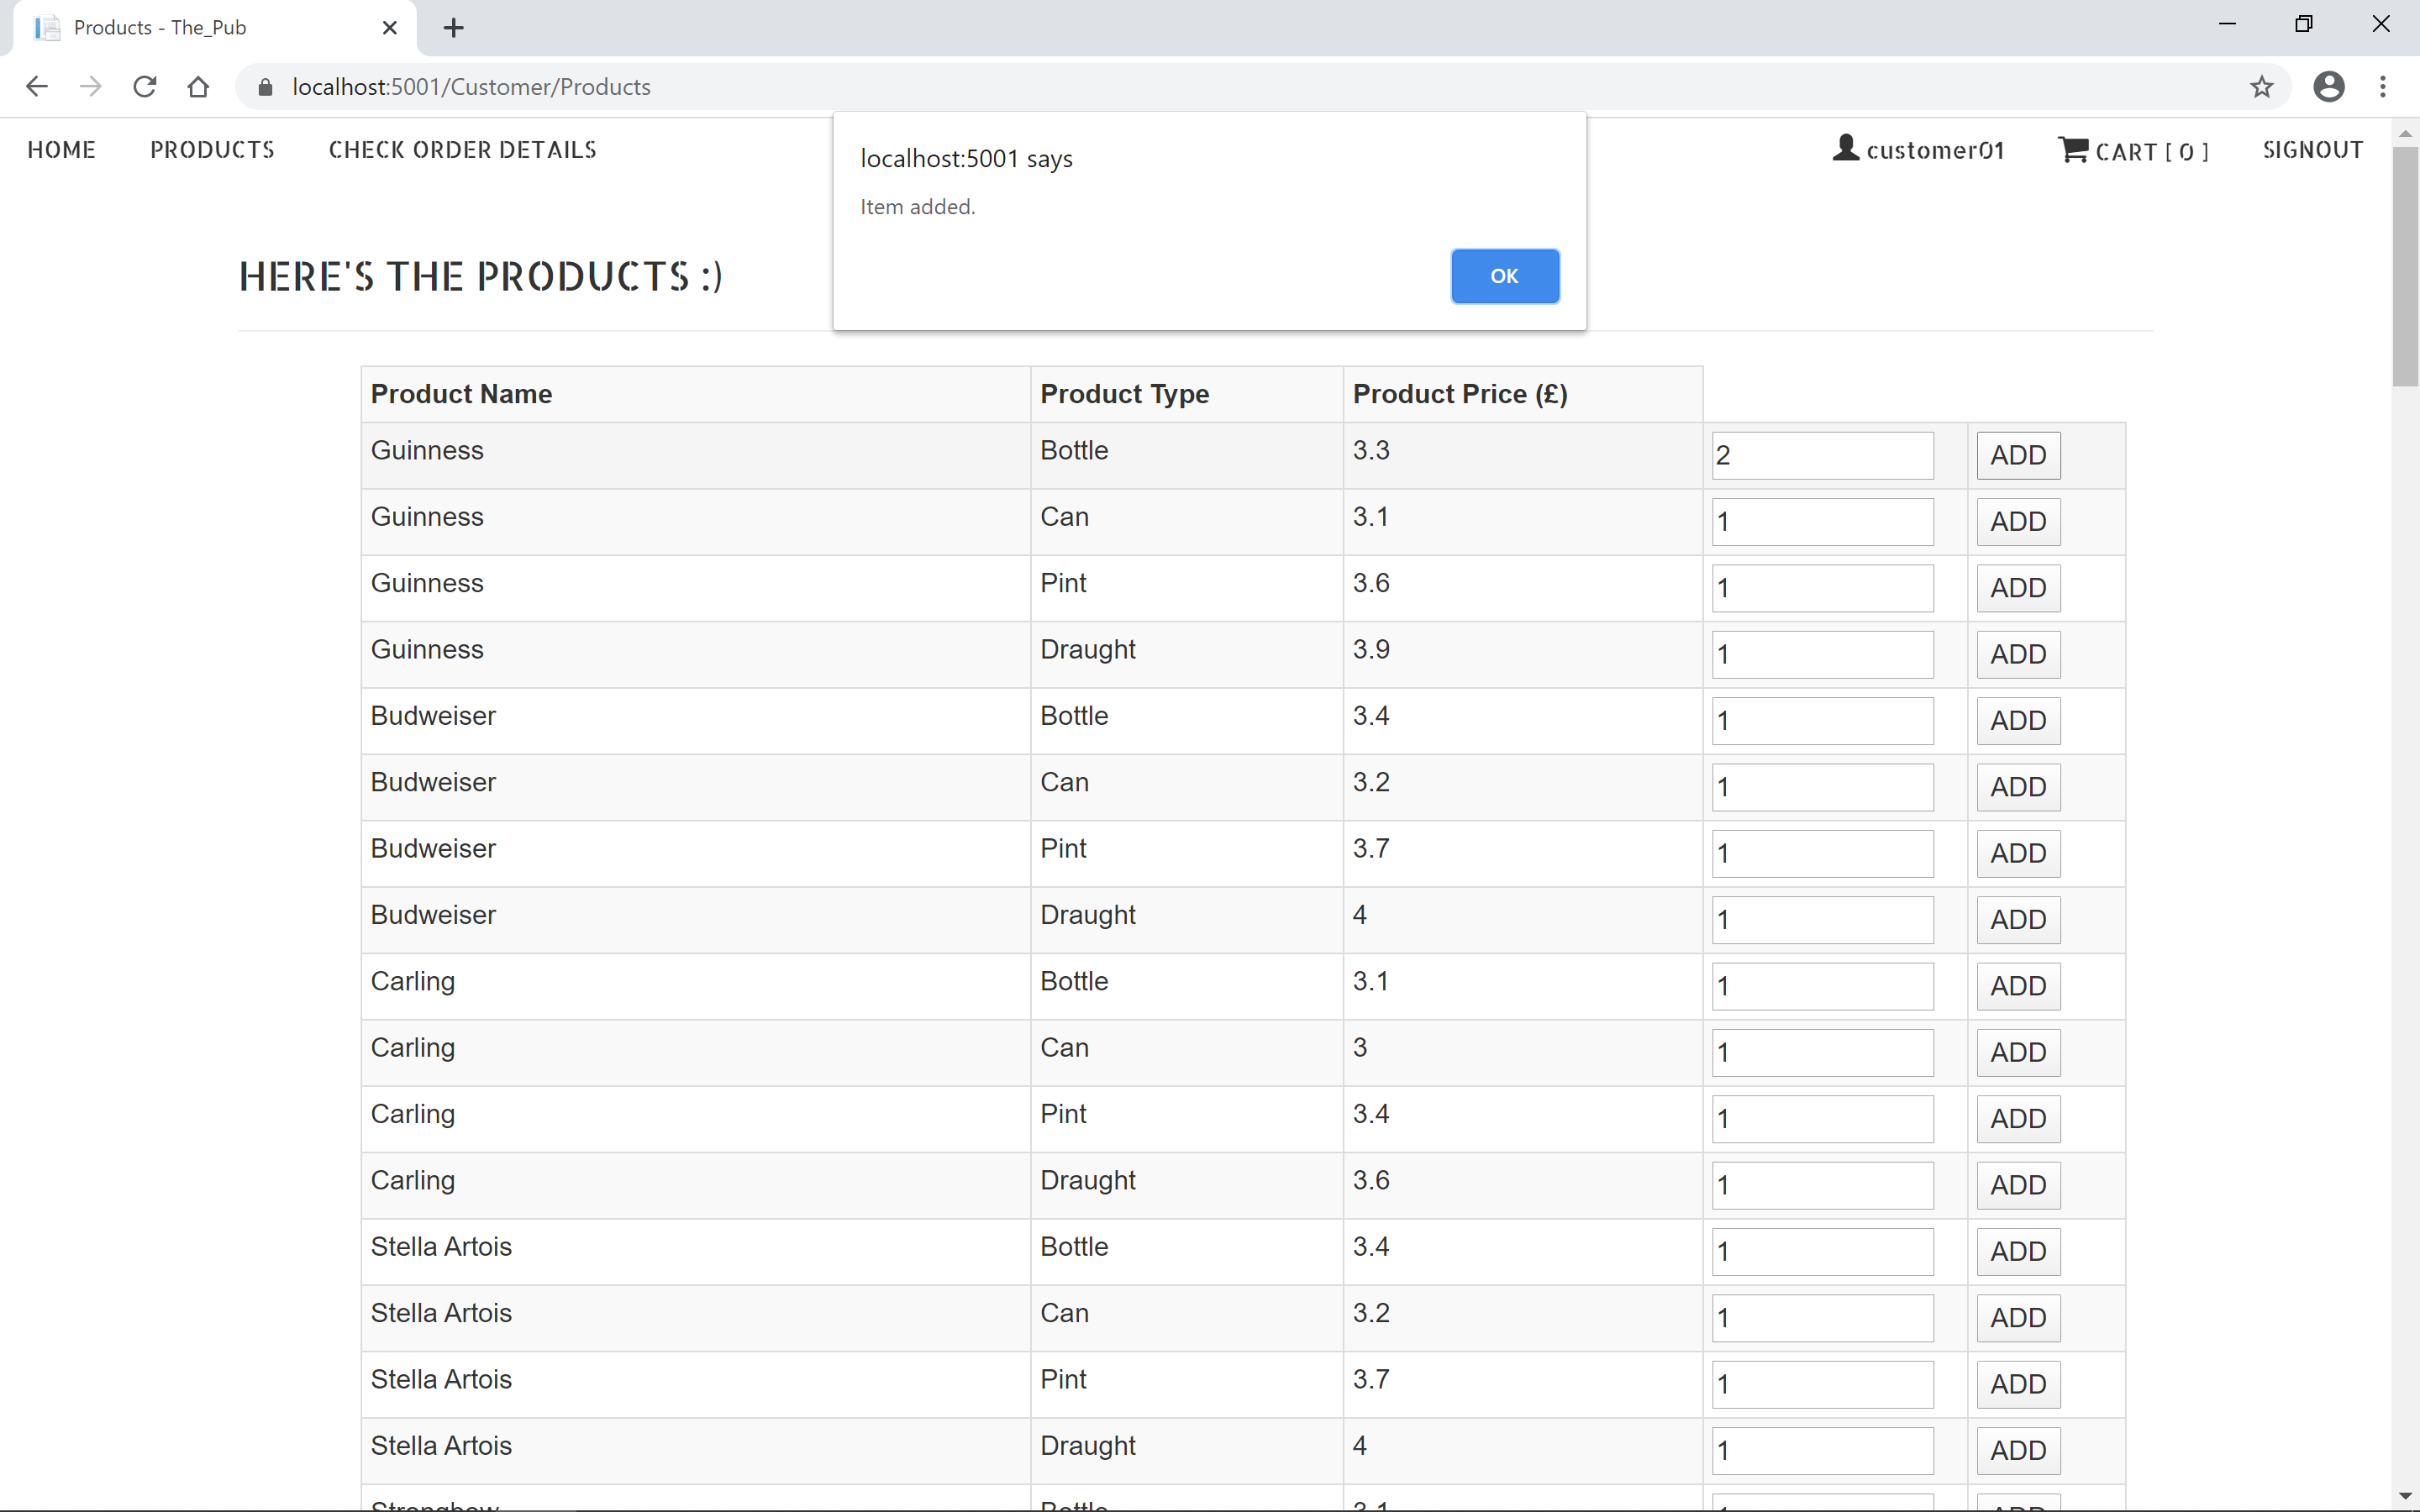 Products - The_Pub
localhost:5001/Customer/Products
HOME PRODUCTS CHECK ORDER DETAILS customer01 CART [ 0 ] SIGNOUT
localhost:5001 says
Item added.
OK
HERE'S THE PRODUCTS :)
Product Name Product Type Product Price (£)
Guinness Bottle 3.3 2 ADD
Guinness Can 3.1 1 ADD
Guinness Pint 3.6 1 ADD
Guinness Draught 3.9 1 ADD
Budweiser Bottle 3.4 1 ADD
Budweiser Can 3.2 1 ADD
Budweiser Pint 3.7 1 ADD
Budweiser Draught 4 1 ADD
Carling Bottle 3.1 1 ADD
Carling Can 3 1 ADD
Carling Pint 3.4 1 ADD
Carling Draught 3.6 1 ADD
Stella Artois Bottle 3.4 1 ADD
Stella Artois Can 3.2 1 ADD
Stella Artois Pint 3.7 1 ADD
Stella Artois Draught 4 1 ADD
Strongbow Bottle 3.1 1 ADD